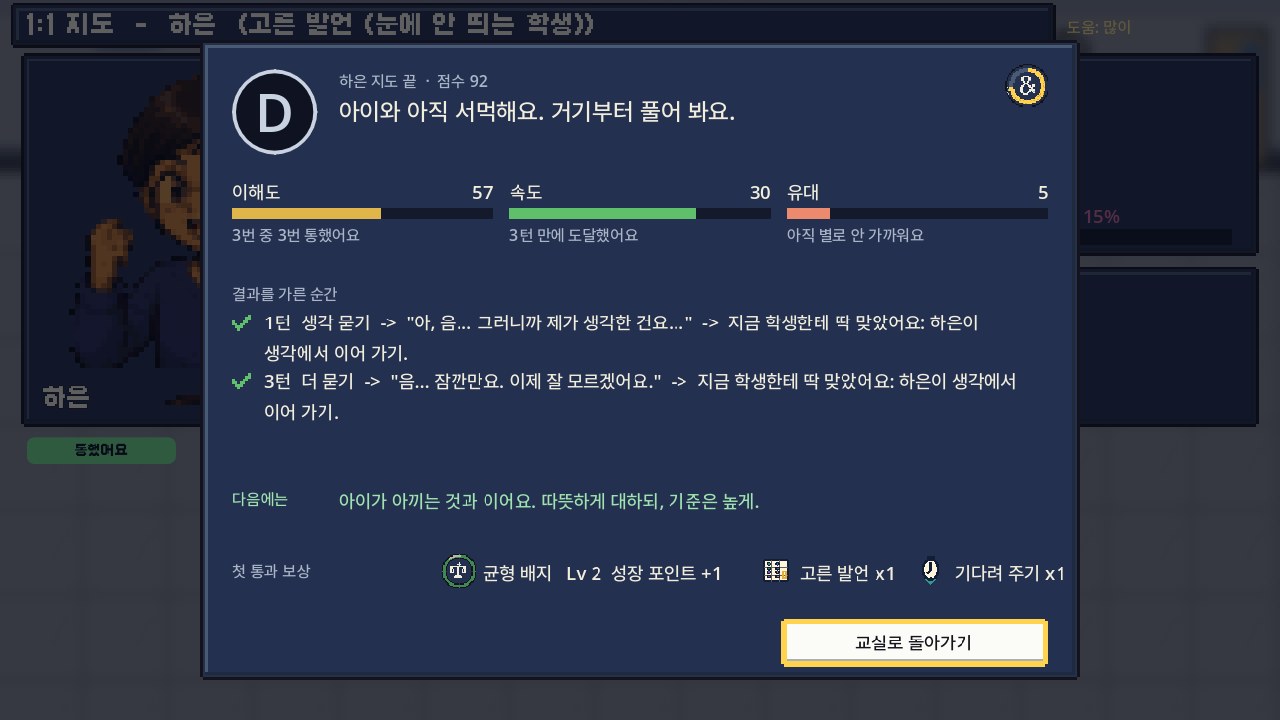 1:1 지도 - 하은 (고른 발언 (눈에 안 띄는 학생))
도움: 많이
D
하은 지도 끝 · 점수 92
아이와 아직 서먹해요. 거기부터 풀어 봐요.
&
이해도 57
속도 30
유대 5
3번 중 3번 통했어요
3턴 만에 도달했어요
아직 별로 안 가까워요
15%
결과를 가른 순간
1턴 생각 묻기 -> "아, 음... 그러니까 제가 생각한 건요..." -> 지금 학생한테 딱 맞았어요: 하은이
생각에서 이어 가기.
3턴 더 묻기 -> "음... 잠깐만요. 이제 잘 모르겠어요." -> 지금 학생한테 딱 맞았어요: 하은이 생각에서
이어 가기.
하은
통했어요
다음에는 아이가 아끼는 것과 이어요. 따뜻하게 대하되, 기준은 높게.
첫 통과 보상 균형 배지 Lv 2 성장 포인트 +1 고른 발언 x1 기다려 주기 x1
교실로 돌아가기